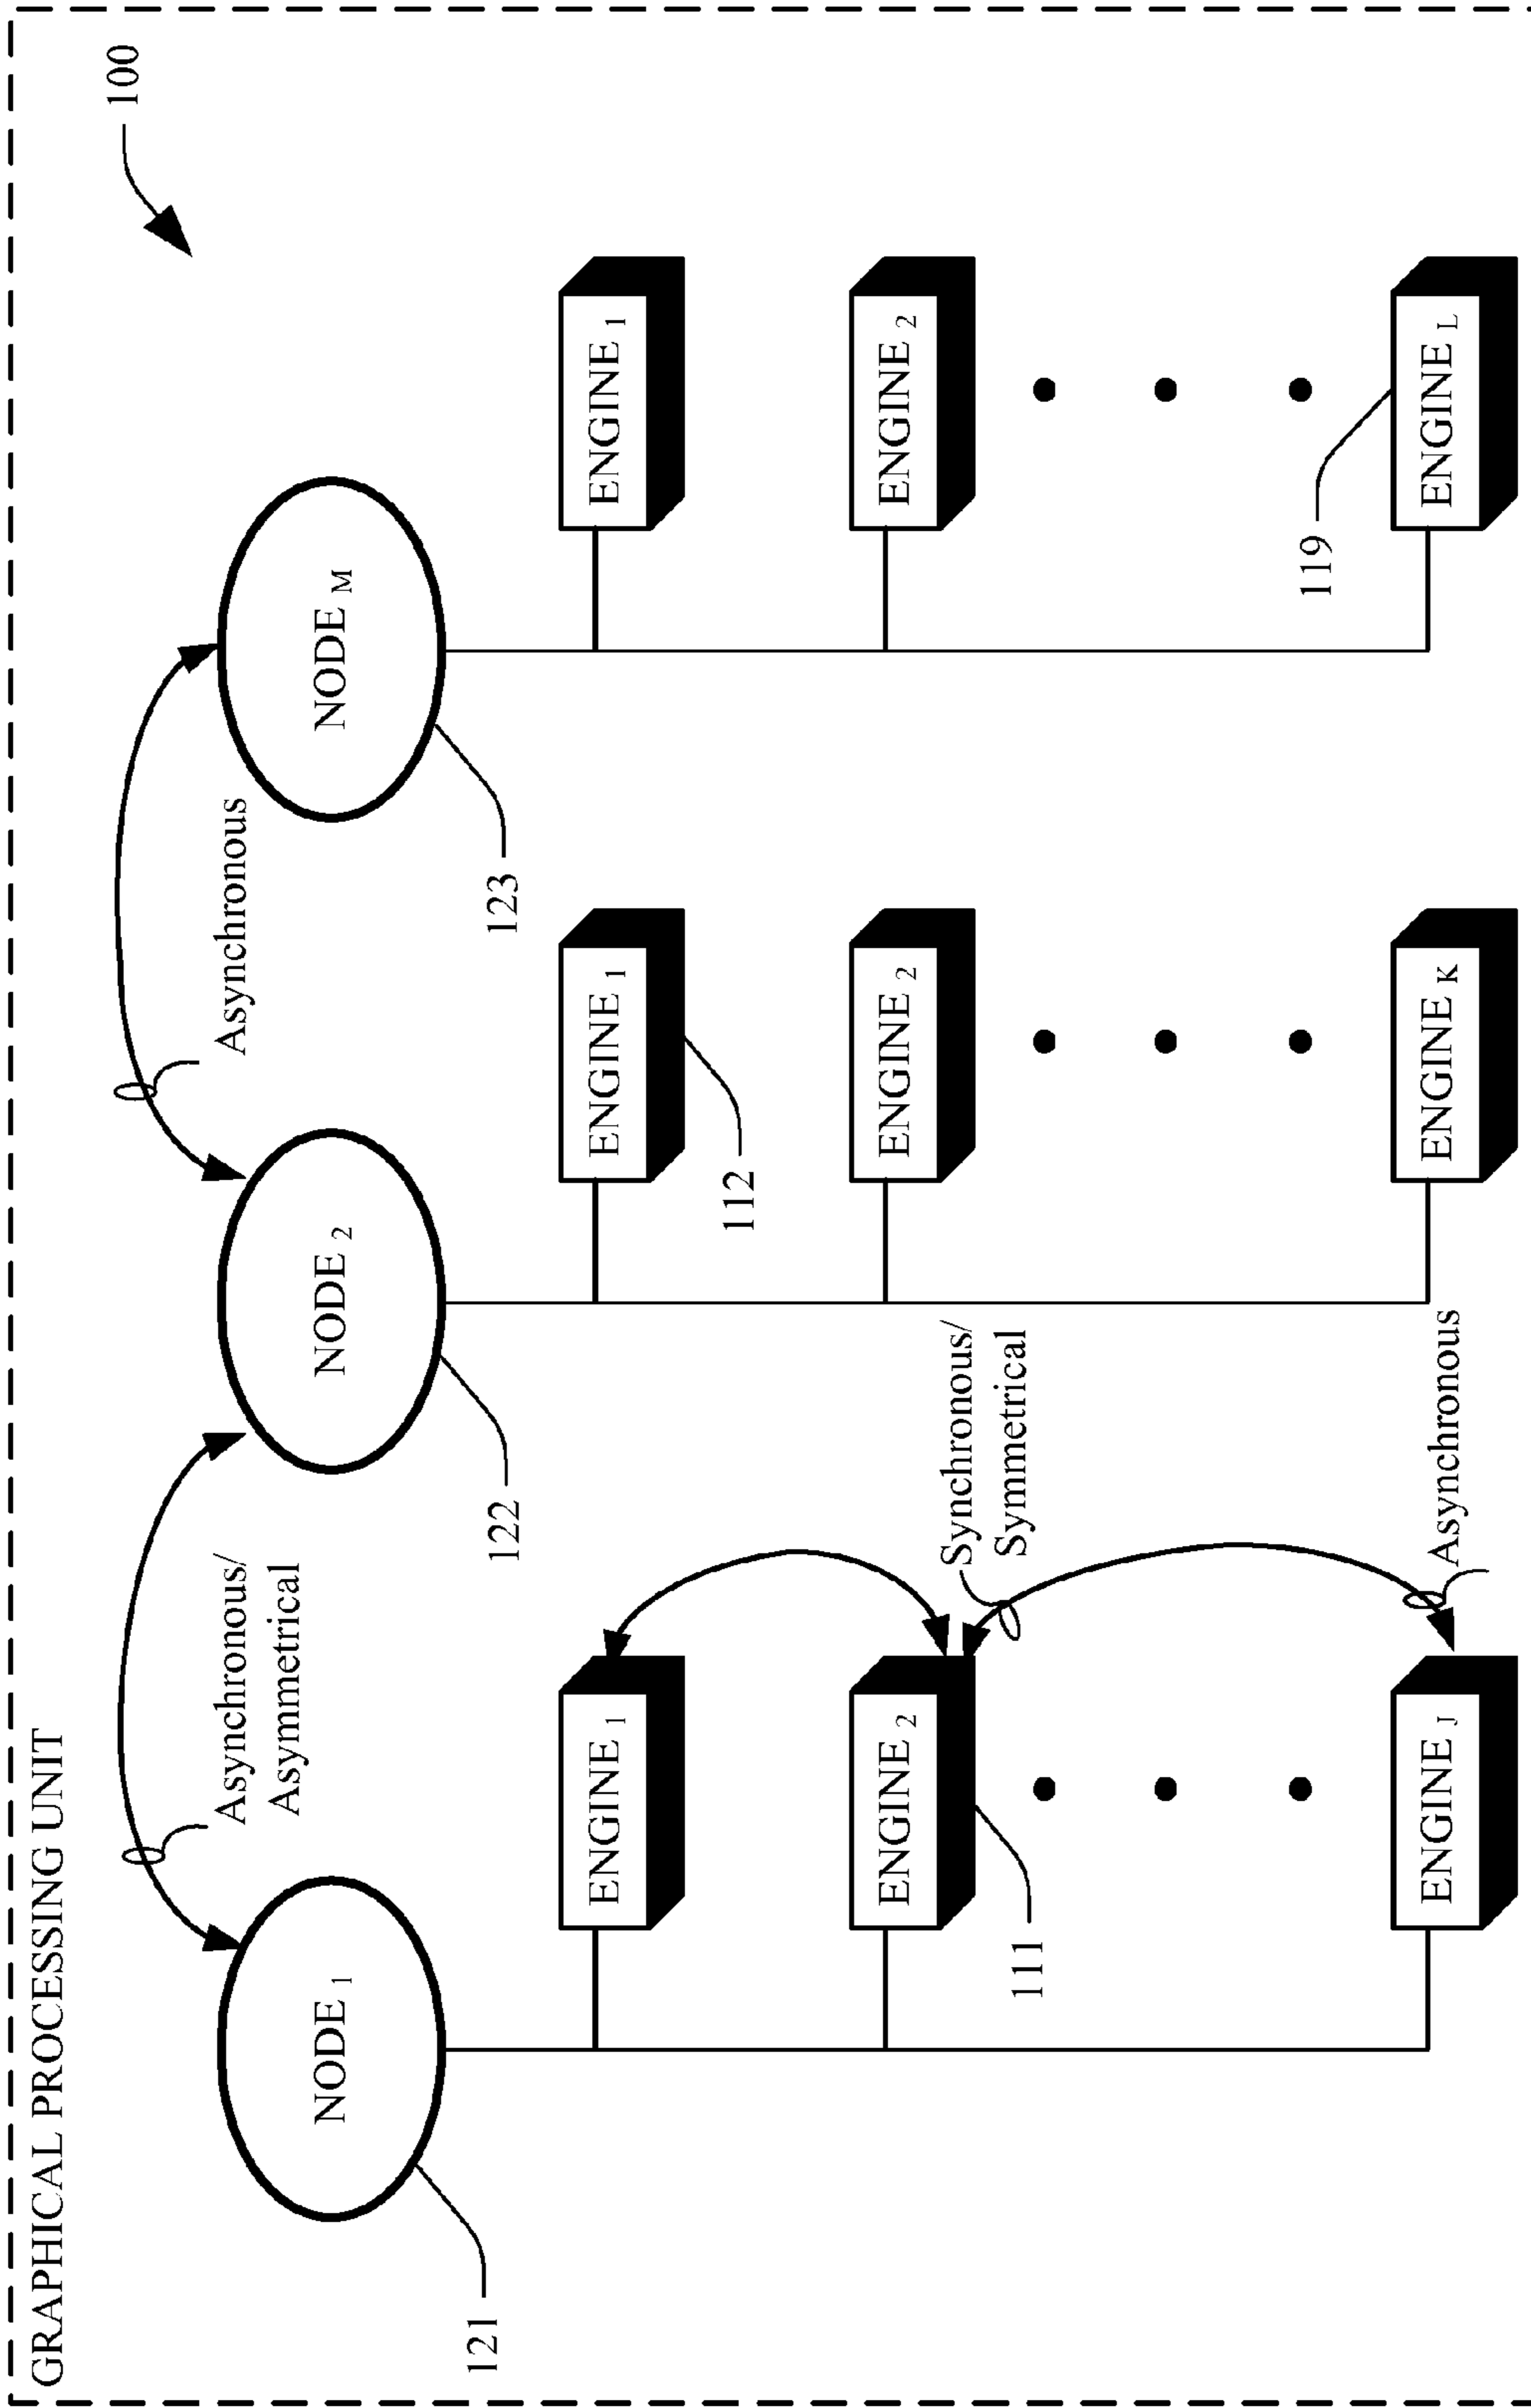 GRAPHICAL PROCESSING UNIT
100
Asynchronous/
Asymmetrical
Asynchronous
NODE 1
NODE 2
NODE M
121
122
123
ENGINE 1
ENGINE 1
ENGINE 1
112
ENGINE 2
ENGINE 2
ENGINE 2
Synchronous/
Symmetrical
111
119
ENGINE J
Asynchronous
ENGINE K
ENGINE L